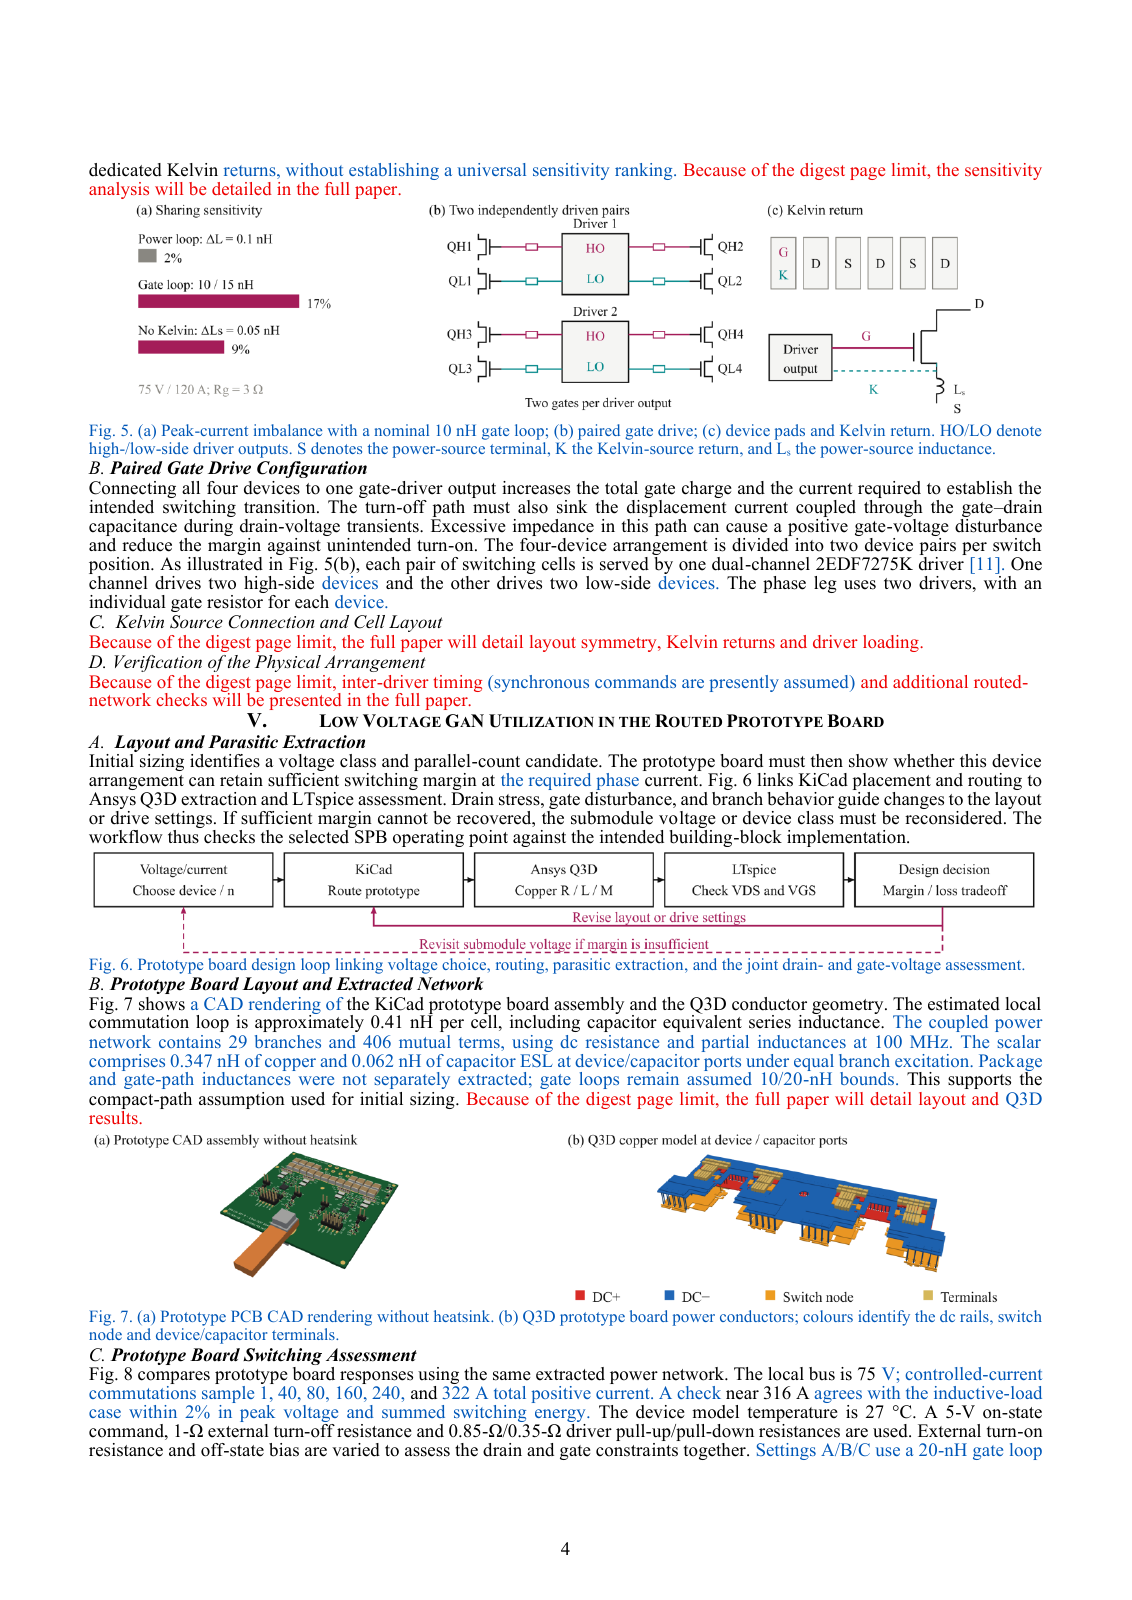 dedicated Kelvin returns, without establishing a universal sensitivity ranking. Because of the digest page limit, the sensitivity
analysis will be detailed in the full paper.
(a) Sharing sensitivity
Power loop: ΔL = 0.1 nH
2%
Gate loop: 10 / 15 nH
17%
No Kelvin: ΔLs = 0.05 nH
9%
75 V / 120 A; Rg = 3 Ω
(b) Two independently driven pairs
Driver 1
QH1 HO QH2
QL1 LO QL2
Driver 2
QH3 HO QH4
QL3 LO QL4
Two gates per driver output
(c) Kelvin return
G
K
D S D S D
D
Driver
output
G
K
Ls
S
Fig. 5. (a) Peak-current imbalance with a nominal 10 nH gate loop; (b) paired gate drive; (c) device pads and Kelvin return. HO/LO denote
high-/low-side driver outputs. S denotes the power-source terminal, K the Kelvin-source return, and Ls the power-source inductance.
B. Paired Gate Drive Configuration
Connecting all four devices to one gate-driver output increases the total gate charge and the current required to establish the
intended switching transition. The turn-off path must also sink the displacement current coupled through the gate–drain
capacitance during drain-voltage transients. Excessive impedance in this path can cause a positive gate-voltage disturbance
and reduce the margin against unintended turn-on. The four-device arrangement is divided into two device pairs per switch
position. As illustrated in Fig. 5(b), each pair of switching cells is served by one dual-channel 2EDF7275K driver [11]. One
channel drives two high-side devices and the other drives two low-side devices. The phase leg uses two drivers, with an
individual gate resistor for each device.
C. Kelvin Source Connection and Cell Layout
Because of the digest page limit, the full paper will detail layout symmetry, Kelvin returns and driver loading.
D. Verification of the Physical Arrangement
Because of the digest page limit, inter-driver timing (synchronous commands are presently assumed) and additional routed-
network checks will be presented in the full paper.
V. LOW VOLTAGE GAN UTILIZATION IN THE ROUTED PROTOTYPE BOARD
A. Layout and Parasitic Extraction
Initial sizing identifies a voltage class and parallel-count candidate. The prototype board must then show whether this device
arrangement can retain sufficient switching margin at the required phase current. Fig. 6 links KiCad placement and routing to
Ansys Q3D extraction and LTspice assessment. Drain stress, gate disturbance, and branch behavior guide changes to the layout
or drive settings. If sufficient margin cannot be recovered, the submodule voltage or device class must be reconsidered. The
workflow thus checks the selected SPB operating point against the intended building-block implementation.
Voltage/current
Choose device / n
KiCad
Route prototype
Ansys Q3D
Copper R / L / M
LTspice
Check VDS and VGS
Design decision
Margin / loss tradeoff
Revise layout or drive settings
Revisit submodule voltage if margin is insufficient
Fig. 6. Prototype board design loop linking voltage choice, routing, parasitic extraction, and the joint drain- and gate-voltage assessment.
B. Prototype Board Layout and Extracted Network
Fig. 7 shows a CAD rendering of the KiCad prototype board assembly and the Q3D conductor geometry. The estimated local
commutation loop is approximately 0.41 nH per cell, including capacitor equivalent series inductance. The coupled power
network contains 29 branches and 406 mutual terms, using dc resistance and partial inductances at 100 MHz. The scalar
comprises 0.347 nH of copper and 0.062 nH of capacitor ESL at device/capacitor ports under equal branch excitation. Package
and gate-path inductances were not separately extracted; gate loops remain assumed 10/20-nH bounds. This supports the
compact-path assumption used for initial sizing. Because of the digest page limit, the full paper will detail layout and Q3D
results.
(a) Prototype CAD assembly without heatsink
(b) Q3D copper model at device / capacitor ports
DC+ DC− Switch node Terminals
Fig. 7. (a) Prototype PCB CAD rendering without heatsink. (b) Q3D prototype board power conductors; colours identify the dc rails, switch
node and device/capacitor terminals.
C. Prototype Board Switching Assessment
Fig. 8 compares prototype board responses using the same extracted power network. The local bus is 75 V; controlled-current
commutations sample 1, 40, 80, 160, 240, and 322 A total positive current. A check near 316 A agrees with the inductive-load
case within 2% in peak voltage and summed switching energy. The device model temperature is 27 °C. A 5-V on-state
command, 1-Ω external turn-off resistance and 0.85-Ω/0.35-Ω driver pull-up/pull-down resistances are used. External turn-on
resistance and off-state bias are varied to assess the drain and gate constraints together. Settings A/B/C use a 20-nH gate loop
4